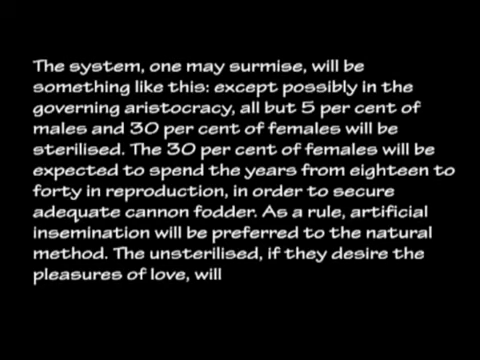 The system, one may surmise, will be
something like this: except possibly in the
governing aristocracy, all but 5 per cent of
males and 30 per cent of females will be
sterilised. The 30 per cent of females will be
expected to spend the years from eighteen to
forty in reproduction, in order to secure
adequate cannon fodder. As a rule, artificial
insemination will be preferred to the natural
method. The unsterilised, if they desire the
pleasures of love, will